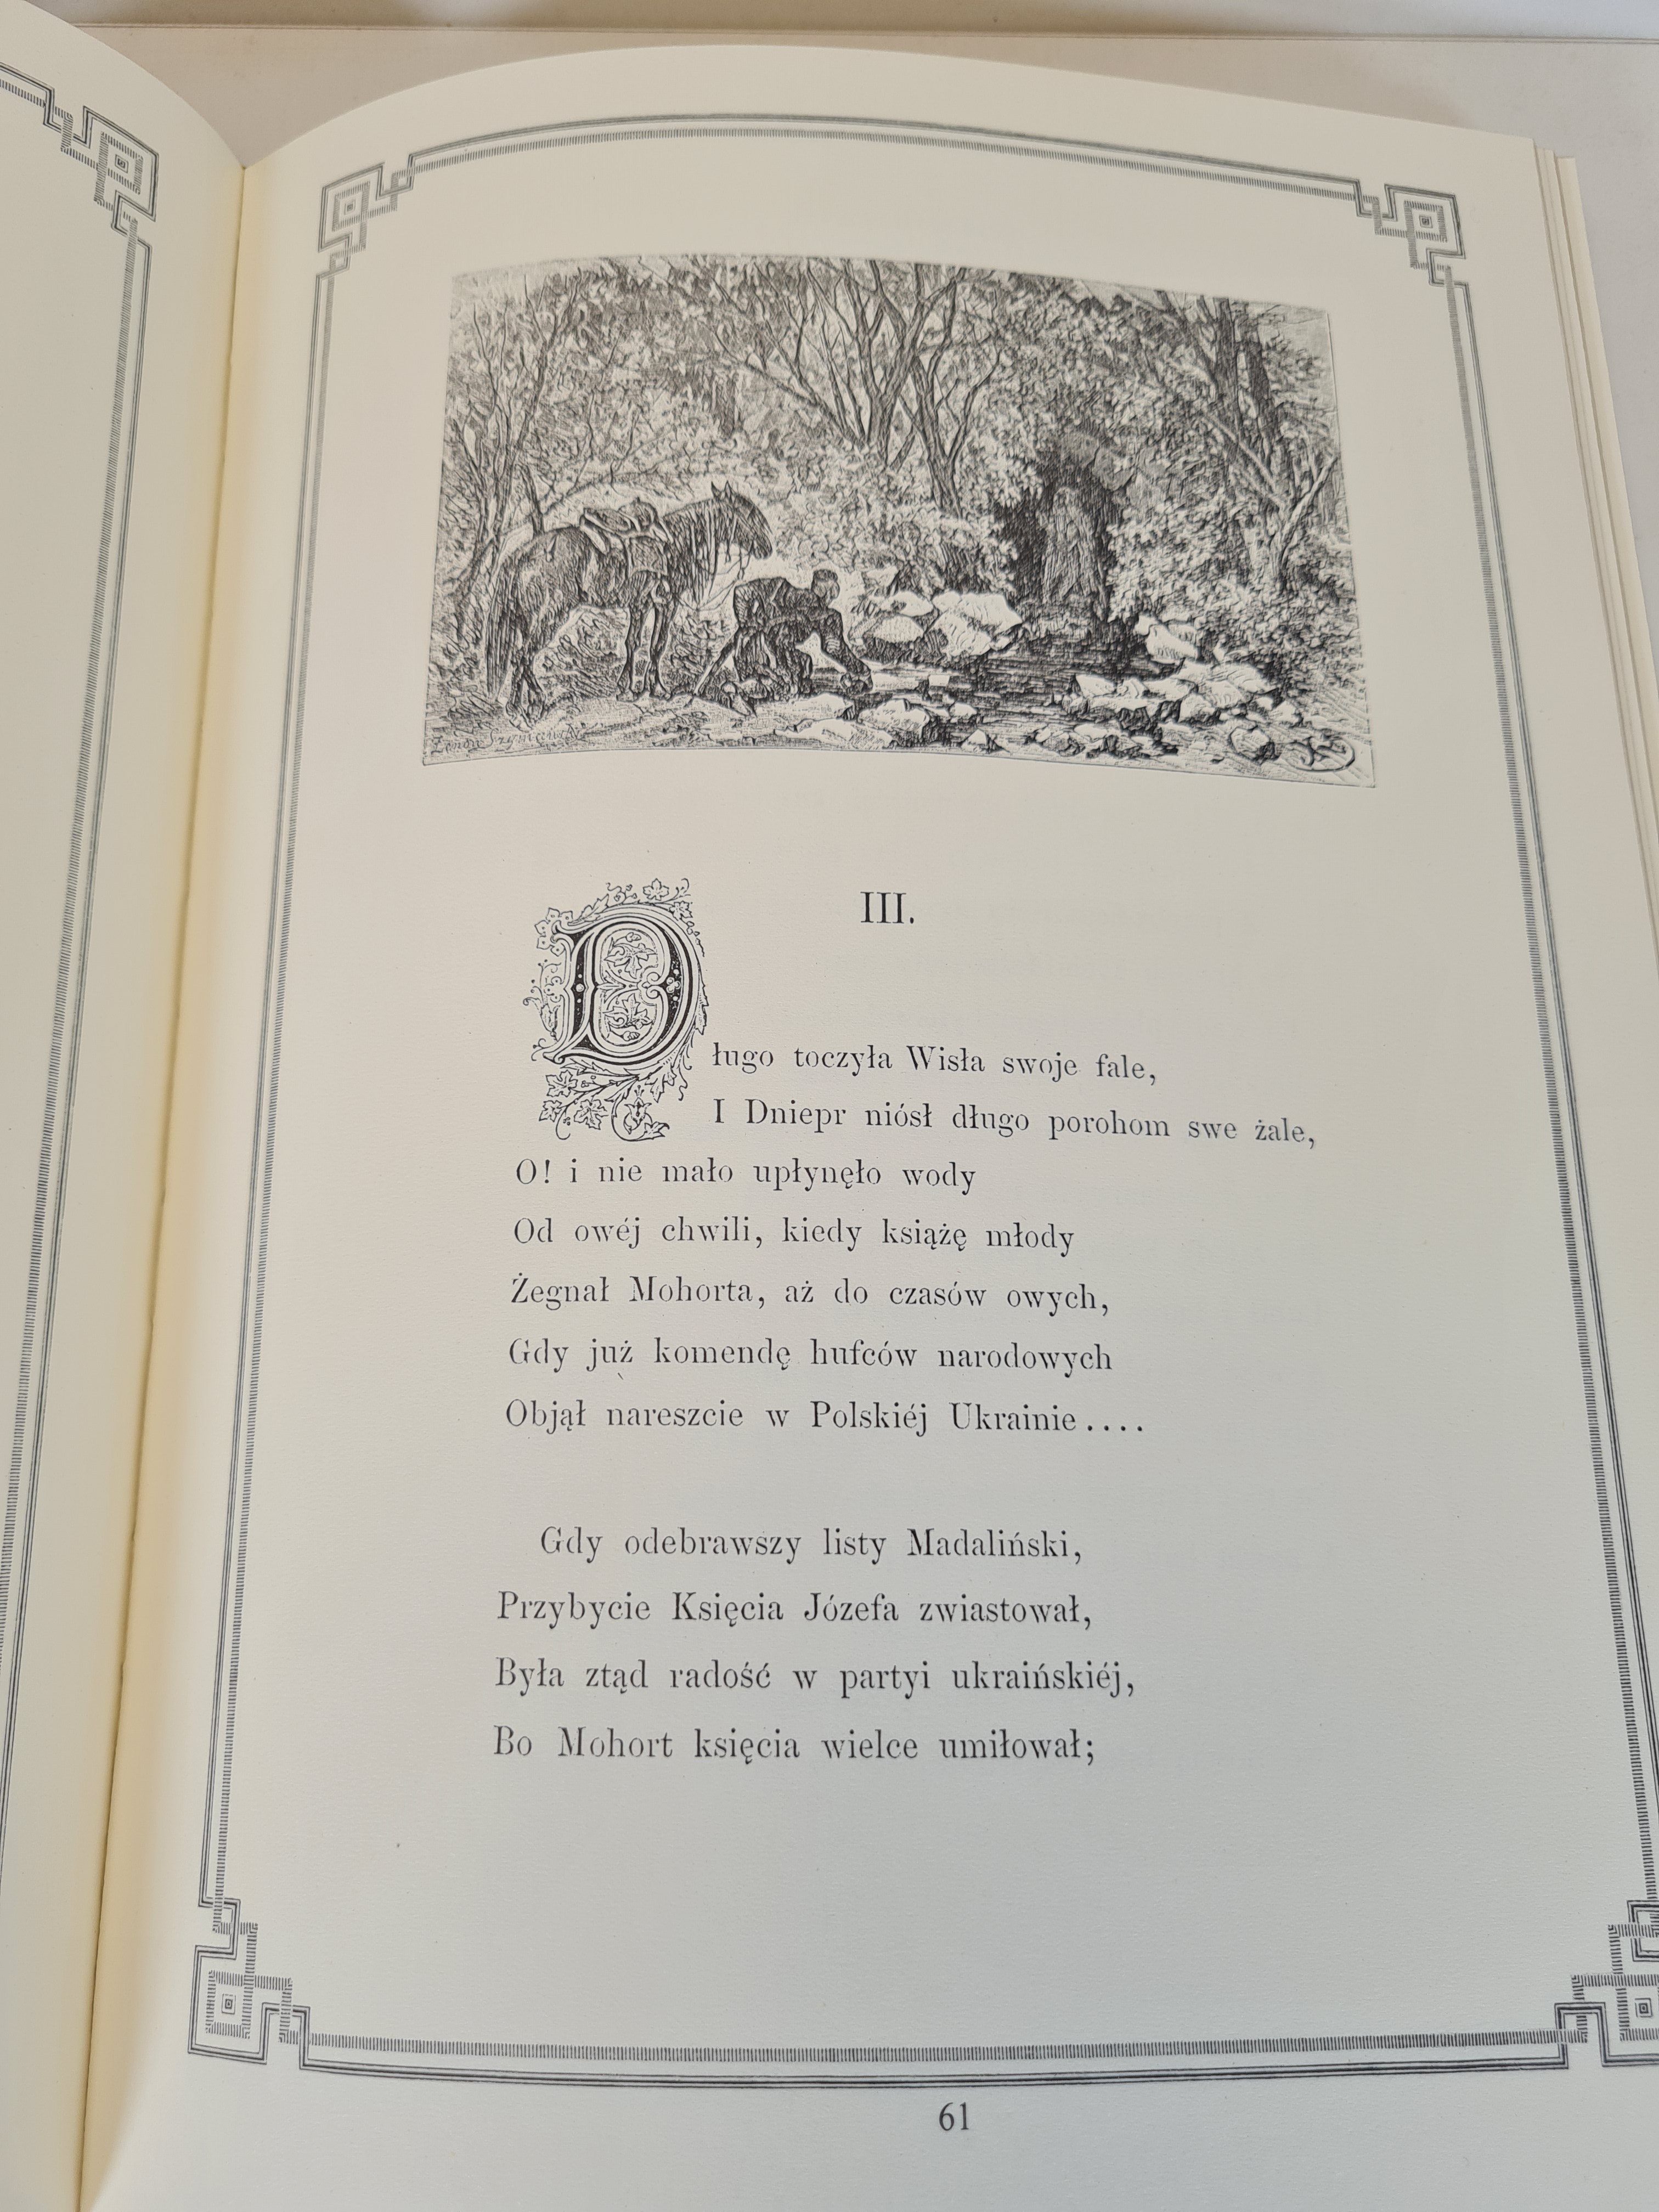 III.
Długo toczyła Wisła swoje fale,
I Dniepr niósł długo porohom swe żale,
O! i nie mało upłynęło wody
Od owéj chwili, kiedy książę młody
Żegnał Mohorta, aż do czasów owych,
Gdy już komendę hufców narodowych
Objął nareszcie w Polskiéj Ukrainie....
Gdy odebrawszy listy Madaliński,
Przybycie Księcia Józefa zwiastował,
Była ztąd radość w partyi ukraińskiéj,
Bo Mohort księcia wielce umiłował;
61